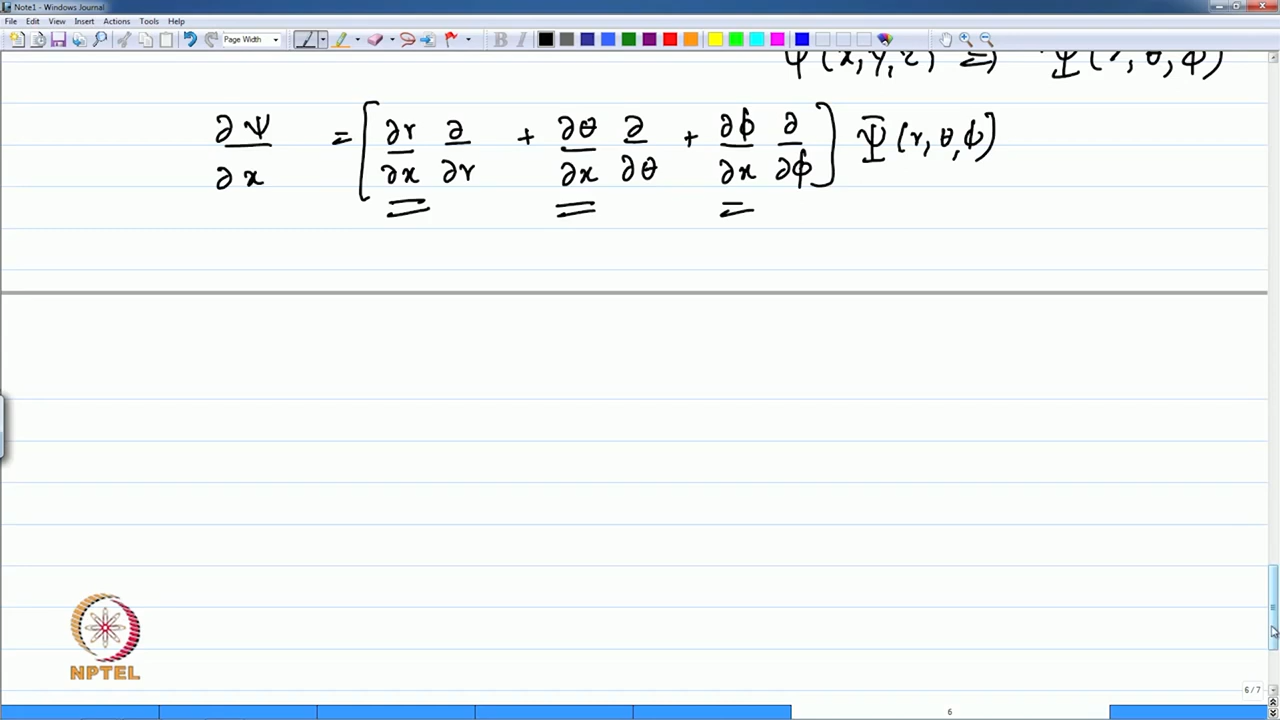 Note1 - Windows Journal
File Edit View Insert Actions Tools Help
Page Width
B I
Ψ(x, y, z) ⇒ Ψ̄(r, θ, ϕ)
∂Ψ/∂x = [∂r/∂x ∂/∂r + ∂θ/∂x ∂/∂θ + ∂ϕ/∂x ∂/∂ϕ] Ψ̄(r, θ, ϕ)
NPTEL
6 / 7
6